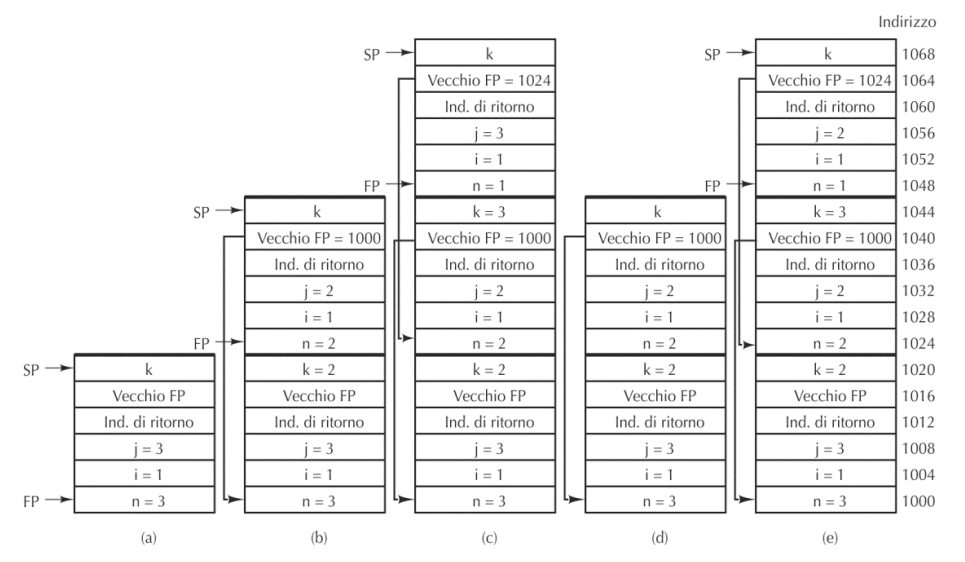 Indirizzo
SP k SP k 1068
Vecchio FP = 1024 Vecchio FP = 1024 1064
Ind. di ritorno Ind. di ritorno 1060
j = 3 j = 2 1056
i = 1 i = 1 1052
FP n = 1 FP n = 1 1048
SP k k = 3 k k = 3 1044
Vecchio FP = 1000 Vecchio FP = 1000 Vecchio FP = 1000 Vecchio FP = 1000 1040
Ind. di ritorno Ind. di ritorno Ind. di ritorno Ind. di ritorno 1036
j = 2 j = 2 j = 2 j = 2 1032
i = 1 i = 1 i = 1 i = 1 1028
FP n = 2 n = 2 n = 2 n = 2 1024
SP k k = 2 k = 2 k = 2 k = 2 1020
Vecchio FP Vecchio FP Vecchio FP Vecchio FP Vecchio FP 1016
Ind. di ritorno Ind. di ritorno Ind. di ritorno Ind. di ritorno Ind. di ritorno 1012
j = 3 j = 3 j = 3 j = 3 j = 3 1008
i = 1 i = 1 i = 1 i = 1 i = 1 1004
FP n = 3 n = 3 n = 3 n = 3 n = 3 1000
(a) (b) (c) (d) (e)